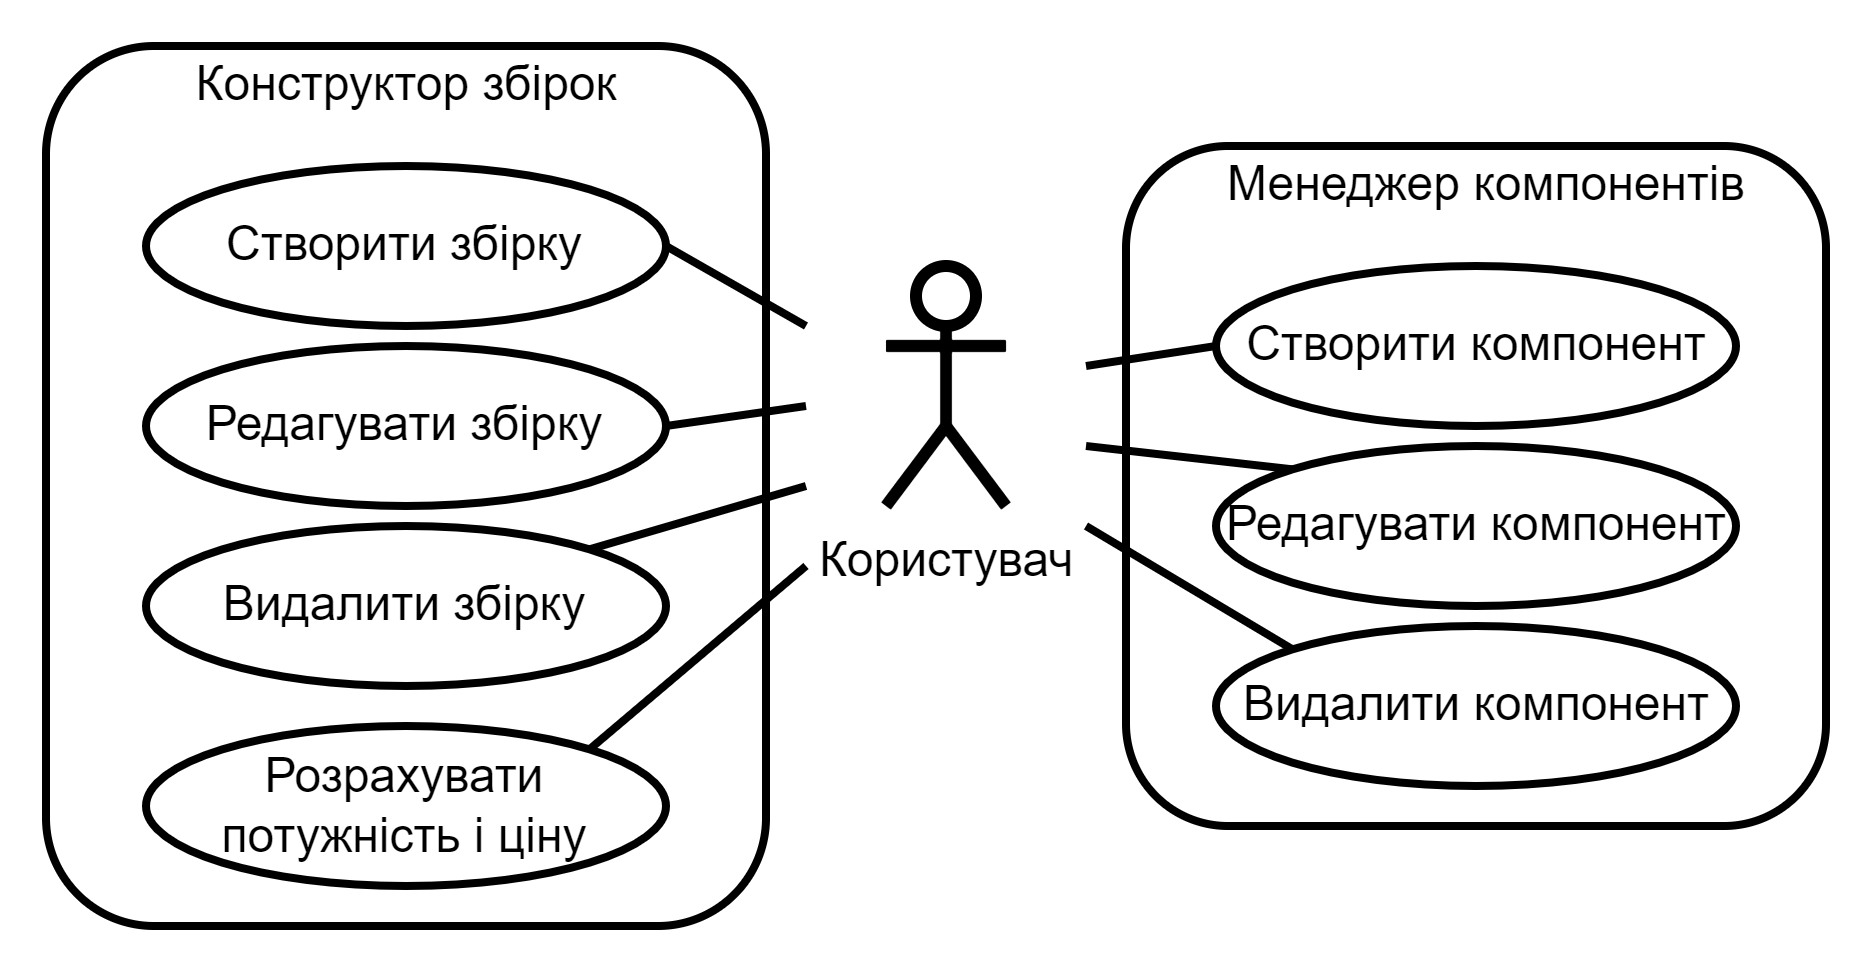 Конструктор збірок
Створити збірку
Редагувати збірку
Видалити збірку
Розрахувати
потужність і ціну
Користувач
Менеджер компонентів
Створити компонент
Редагувати компонент
Видалити компонент